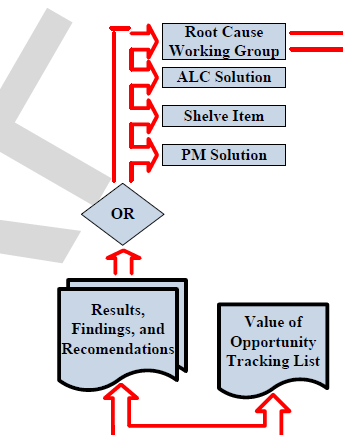 Root Cause
Working Group
ALC Solution
Shelve Item
PM Solution
OR
Results,
Findings, and
Recomendations
Value of
Opportunity
Tracking List